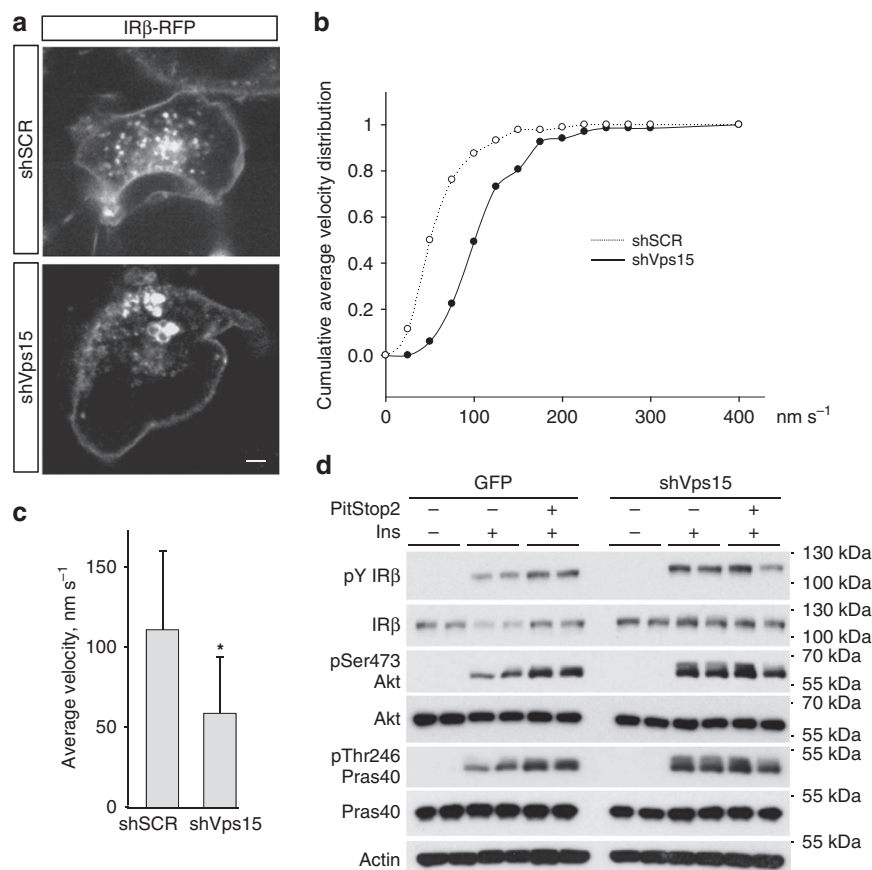 a
IRβ-RFP
shSCR
shVps15
b
Cumulative average velocity distribution
1
0.8
0.6
0.4
0.2
0.0
0 100 200 300 400 nm s⁻¹
shSCR
shVps15
c
Average velocity, nm s⁻¹
150
100
50
0
*
shSCR shVps15
d
GFP shVps15
PitStop2 – – + – – +
Ins – + + – + +
pY IRβ
130 kDa
100 kDa
IRβ
130 kDa
100 kDa
pSer473
Akt
70 kDa
55 kDa
Akt
70 kDa
55 kDa
pThr246
Pras40
55 kDa
Pras40
55 kDa
Actin
55 kDa